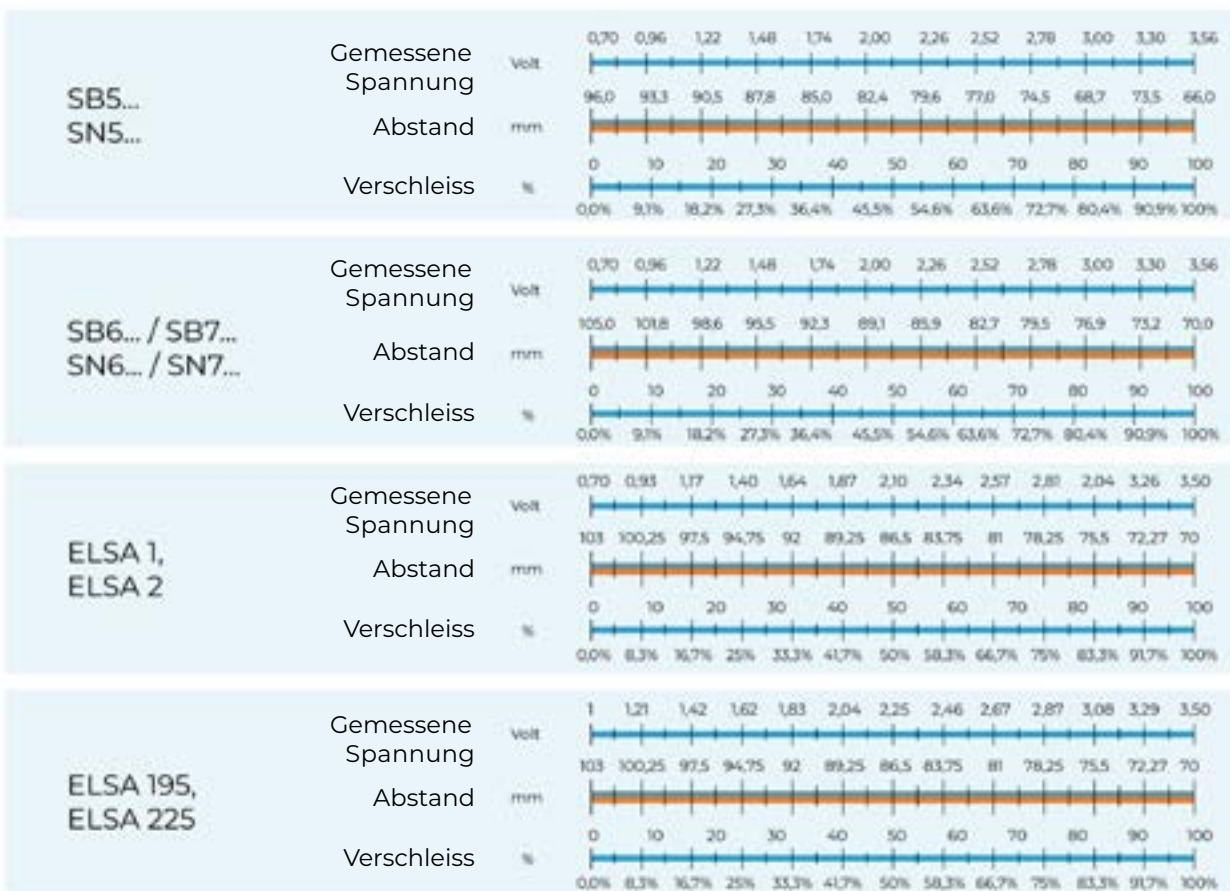 SB5...
SN5...
Gemessene
Spannung
Volt
0,70 0,96 1,22 1,48 1,74 2,00 2,26 2,52 2,78 3,00 3,30 3,56
Abstand
mm
96,0 93,3 90,5 87,8 85,0 82,4 79,6 77,0 74,5 68,7 73,5 66,0
Verschleiss
%
0 10 20 30 40 50 60 70 80 90 100
0,0% 9,1% 18,2% 27,3% 36,4% 45,5% 54,6% 63,6% 72,7% 80,4% 90,9% 100%
SB6... / SB7...
SN6... / SN7...
Gemessene
Spannung
Volt
0,70 0,96 1,22 1,48 1,74 2,00 2,26 2,52 2,78 3,00 3,30 3,56
Abstand
mm
105,0 101,8 98,6 95,5 92,3 89,1 85,9 82,7 79,5 76,9 73,2 70,0
Verschleiss
%
0 10 20 30 40 50 60 70 80 90 100
0,0% 9,1% 18,2% 27,3% 36,4% 45,5% 54,6% 63,6% 72,7% 80,4% 90,9% 100%
ELSA 1,
ELSA 2
Gemessene
Spannung
Volt
0,70 0,93 1,17 1,40 1,64 1,87 2,10 2,34 2,57 2,81 2,04 3,26 3,50
Abstand
mm
103 100,25 97,5 94,75 92 89,25 86,5 83,75 81 78,25 75,5 72,27 70
Verschleiss
%
0 10 20 30 40 50 60 70 80 90 100
0,0% 8,3% 16,7% 25% 33,3% 41,7% 50% 58,3% 66,7% 75% 83,3% 91,7% 100%
ELSA 195,
ELSA 225
Gemessene
Spannung
Volt
1 1,21 1,42 1,62 1,83 2,04 2,25 2,46 2,67 2,87 3,08 3,29 3,50
Abstand
mm
103 100,25 97,5 94,75 92 89,25 86,5 83,75 81 78,25 75,5 72,27 70
Verschleiss
%
0 10 20 30 40 50 60 70 80 90 100
0,0% 8,3% 16,7% 25% 33,3% 41,7% 50% 58,3% 66,7% 75% 83,3% 91,7% 100%